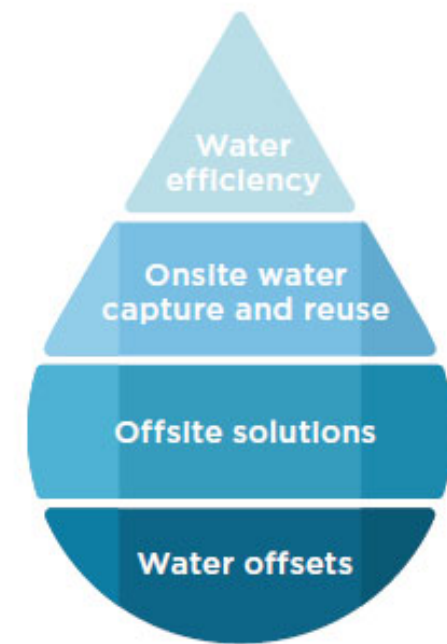 Water
efficiency
Onsite water
capture and reuse
Offsite solutions
Water offsets